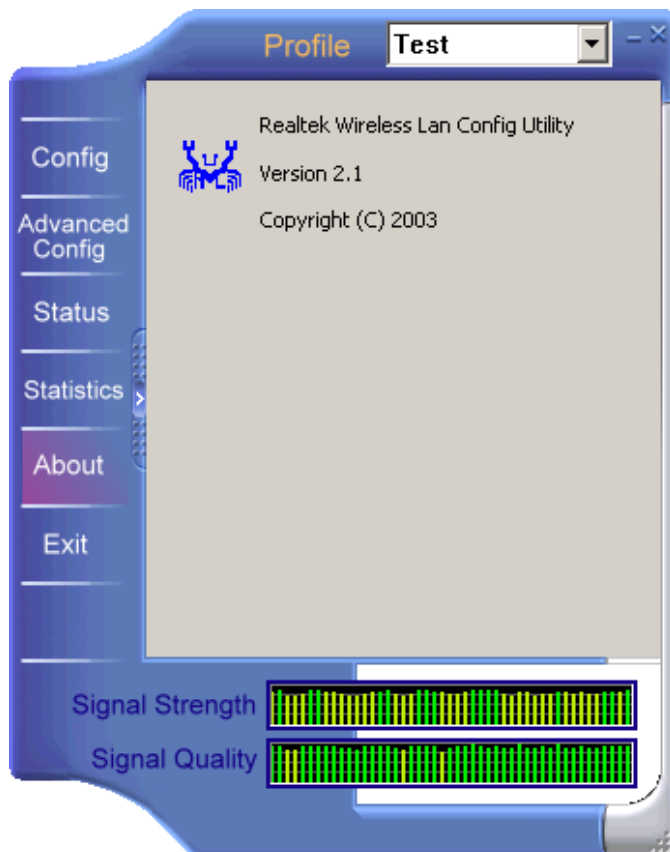 Profile Test
Config
Advanced
Config
Status
Statistics
About
Exit
Realtek Wireless Lan Config Utility
Version 2.1
Copyright (C) 2003
Signal Strength
Signal Quality